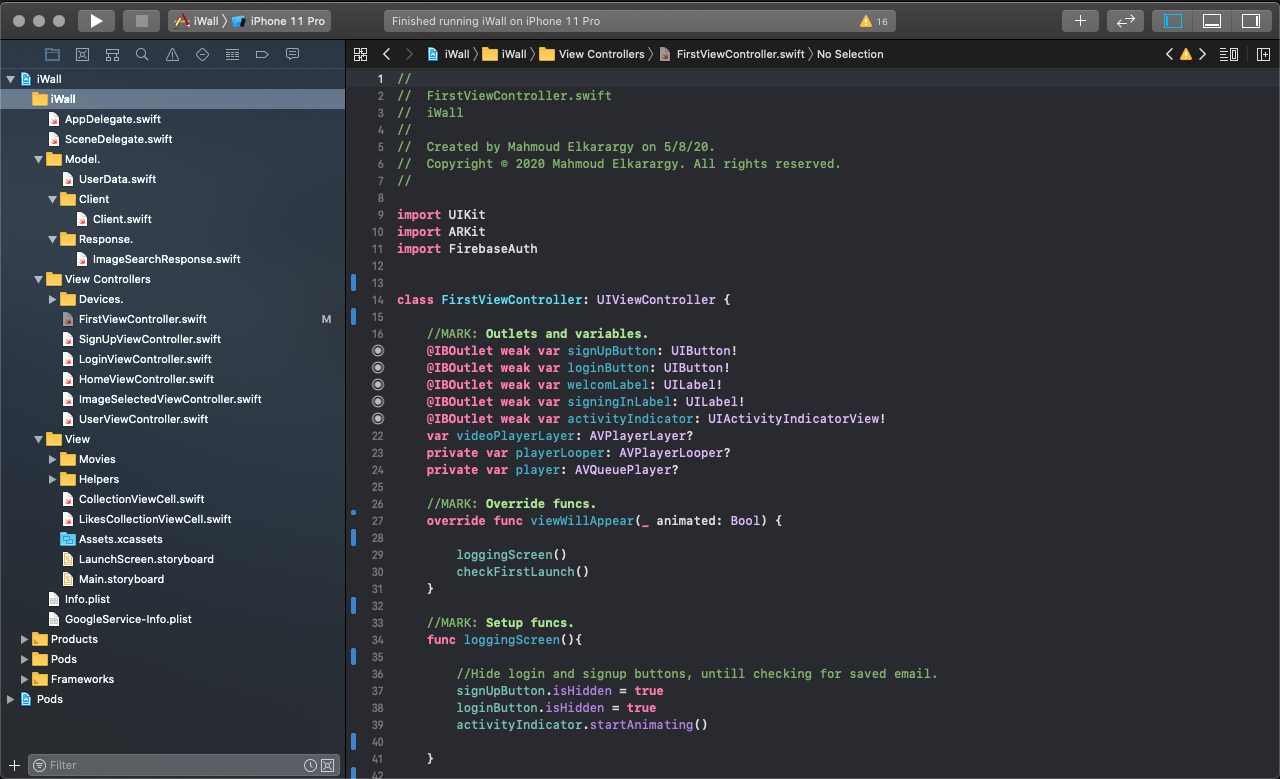 iWall 〉 iPhone 11 Pro
Finished running iWall on iPhone 11 Pro
16
iWall 〉 iWall 〉 View Controllers 〉 FirstViewController.swift 〉 No Selection
iWall
iWall
AppDelegate.swift
SceneDelegate.swift
Model.
UserData.swift
Client
Client.swift
Response.
ImageSearchResponse.swift
View Controllers
Devices.
FirstViewController.swift M
SignUpViewController.swift
LoginViewController.swift
HomeViewController.swift
ImageSelectedViewController.swift
UserViewController.swift
View
Movies
Helpers
CollectionViewCell.swift
LikesCollectionViewCell.swift
Assets.xcassets
LaunchScreen.storyboard
Main.storyboard
Info.plist
GoogleService-Info.plist
Products
Pods
Frameworks
Pods
Filter
1 //
2 //  FirstViewController.swift
3 //  iWall
4 //
5 //  Created by Mahmoud Elkarargy on 5/8/20.
6 //  Copyright © 2020 Mahmoud Elkarargy. All rights reserved.
7 //
8
9 import UIKit
10 import ARKit
11 import FirebaseAuth
12
13
14 class FirstViewController: UIViewController {
15
16     //MARK: Outlets and variables.
    @IBOutlet weak var signUpButton: UIButton!
    @IBOutlet weak var loginButton: UIButton!
    @IBOutlet weak var welcomLabel: UILabel!
    @IBOutlet weak var signingInLabel: UILabel!
    @IBOutlet weak var activityIndicator: UIActivityIndicatorView!
22     var videoPlayerLayer: AVPlayerLayer?
23     private var playerLooper: AVPlayerLooper?
24     private var player: AVQueuePlayer?
25
26     //MARK: Override funcs.
27     override func viewWillAppear(_ animated: Bool) {
28
29         loggingScreen()
30         checkFirstLaunch()
31     }
32
33     //MARK: Setup funcs.
34     func loggingScreen(){
35
36         //Hide login and signup buttons, untill checking for saved email.
37         signUpButton.isHidden = true
38         loginButton.isHidden = true
39         activityIndicator.startAnimating()
40
41     }
42